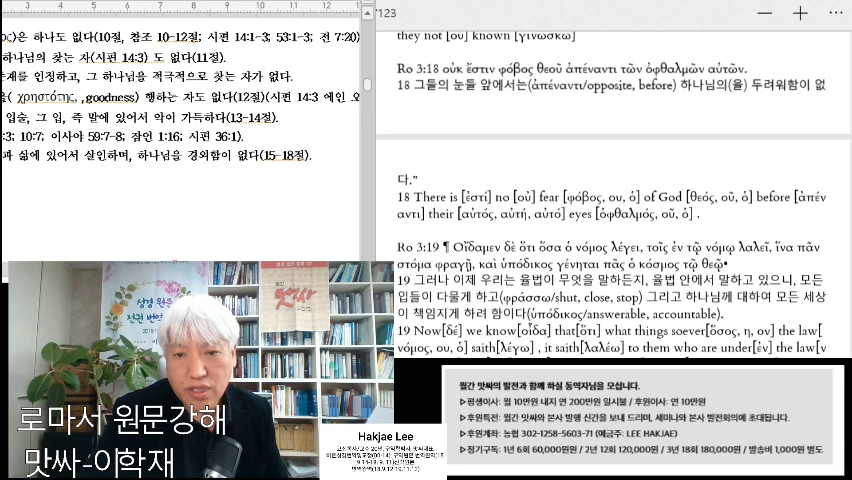 3 4 5 6 7 8 9 10 11 12
ος)은 하나도 없다(10절, 참조 10-12절; 시편 14:1-3; 53:1-3; 전 7:20)
하나님의 찾는 자(시편 14:3) 도 없다(11절).
재를 인정하고, 그 하나님을 적극적으로 찾는 자가 없다.
( χρηστότης, ,goodness) 행하는 자도 없다(12절)(시편 14:3 에인 오
입술, 그 입, 즉 말에 있어서 악이 가득하다(13-14절).
:3; 10:7; 이사야 59:7-8; 잠언 1:16; 시편 36:1).
과 삶에 있어서 살인하며, 하나님을 경외함이 없다(15-18절).
/123
they not [οὐ] known [γινώσκω]
Ro 3:18 οὐκ ἔστιν φόβος θεοῦ ἀπέναντι τῶν ὀφθαλμῶν αὐτῶν.
18 그들의 눈들 앞에서는(ἀπέναντι/opposite, before) 하나님의(을) 두려워함이 없
다."
18 There is [ἐστί] no [οὐ] fear [φόβος, ου, ὁ] of God [θεός, οῦ, ὁ] before [ἀπέν
αντι] their [αὐτός, αὐτή, αὐτό] eyes [ὀφθαλμός, οῦ, ὁ] .
Ro 3:19 ¶ Οἴδαμεν δὲ ὅτι ὅσα ὁ νόμος λέγει, τοῖς ἐν τῷ νόμῳ λαλεῖ, ἵνα πᾶν
στόμα φραγῇ, καὶ ὑπόδικος γένηται πᾶς ὁ κόσμος τῷ θεῷ·
19 그러나 이제 우리는 율법이 무엇을 말하든지, 율법 안에서 말하고 있으니, 모든
입들이 다물게 하고(φράσσω/shut, close, stop) 그리고 하나님께 대하여 모든 세상
이 책임지게 하려 함이다(ὑπόδικος/answerable, accountable).
19 Now[δέ] we know[οἶδα] that[ὅτι] what things soever[ὅσος, η, ον] the law[
νόμος, ου, ὁ] saith[λέγω] , it saith[λαλέω] to them who are under[ἐν] the law[ν
성경 원문
맛싸
로마서 원문강해
맛싸-이학재
Hakjae Lee
월간 맛싸의 발전과 함께 하실 동역자님을 모십니다.
▷평생이사: 월 10만원 내지 연 200만원 일시불 / 후원이사: 연 10만원
▷후원특전: 월간 맛싸와 본사 발행 신간을 보내 드리며, 세미나와 본사 발전회의에 초대됩니다.
▷후원계좌: 농협 302-1258-5603-71 (예금주: LEE HAKJAE)
▷정기구독: 1년 6회 60,000원 / 2년 12회 120,000원 / 3년 18회 180,000원 / 발송비 1,000원 별도